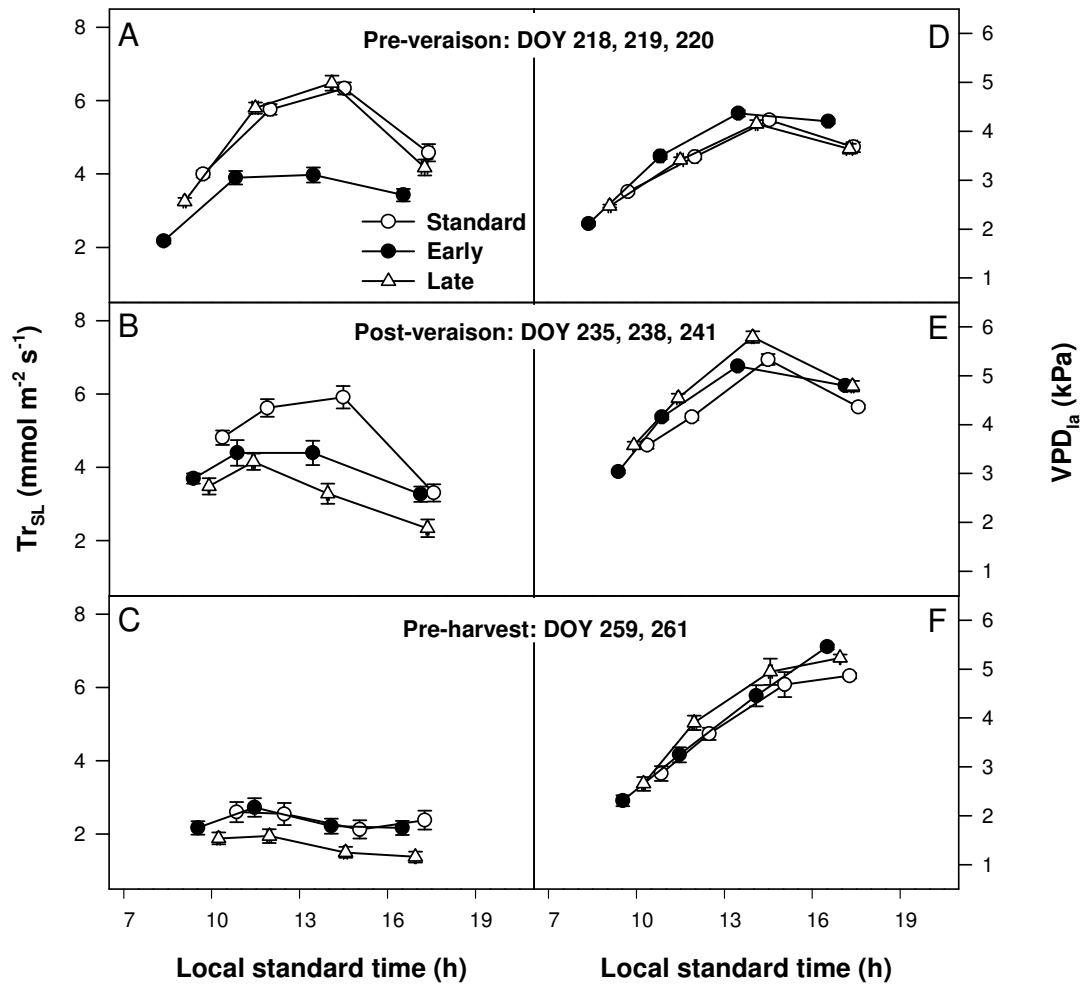 A
Pre-veraison: DOY 218, 219, 220
D
8
6
4
2
Standard
Early
Late
6
5
4
3
2
1
B
Post-veraison: DOY 235, 238, 241
E
8
6
4
2
6
5
4
3
2
1
C
Pre-harvest: DOY 259, 261
F
8
6
4
2
6
5
4
3
2
1
Tr_SL (mmol m⁻² s⁻¹)
VPD_la (kPa)
7 10 13 16 19 7 10 13 16 19
Local standard time (h) Local standard time (h)